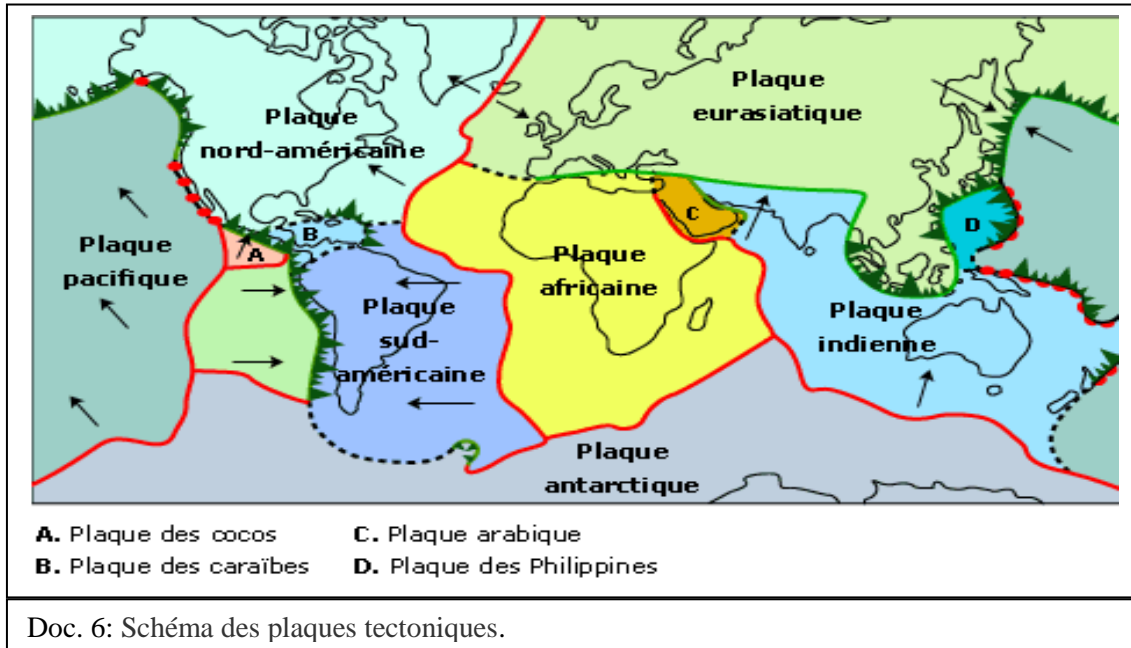 Plaque
nord-américaine
Plaque
eurasiatique
Plaque
pacifique
A
B
Plaque
sud-
américaine
Plaque
africaine
C
D
Plaque
indienne
Plaque
antarctique
A. Plaque des cocos
C. Plaque arabique
B. Plaque des caraïbes
D. Plaque des Philippines
Doc. 6: Schéma des plaques tectoniques.